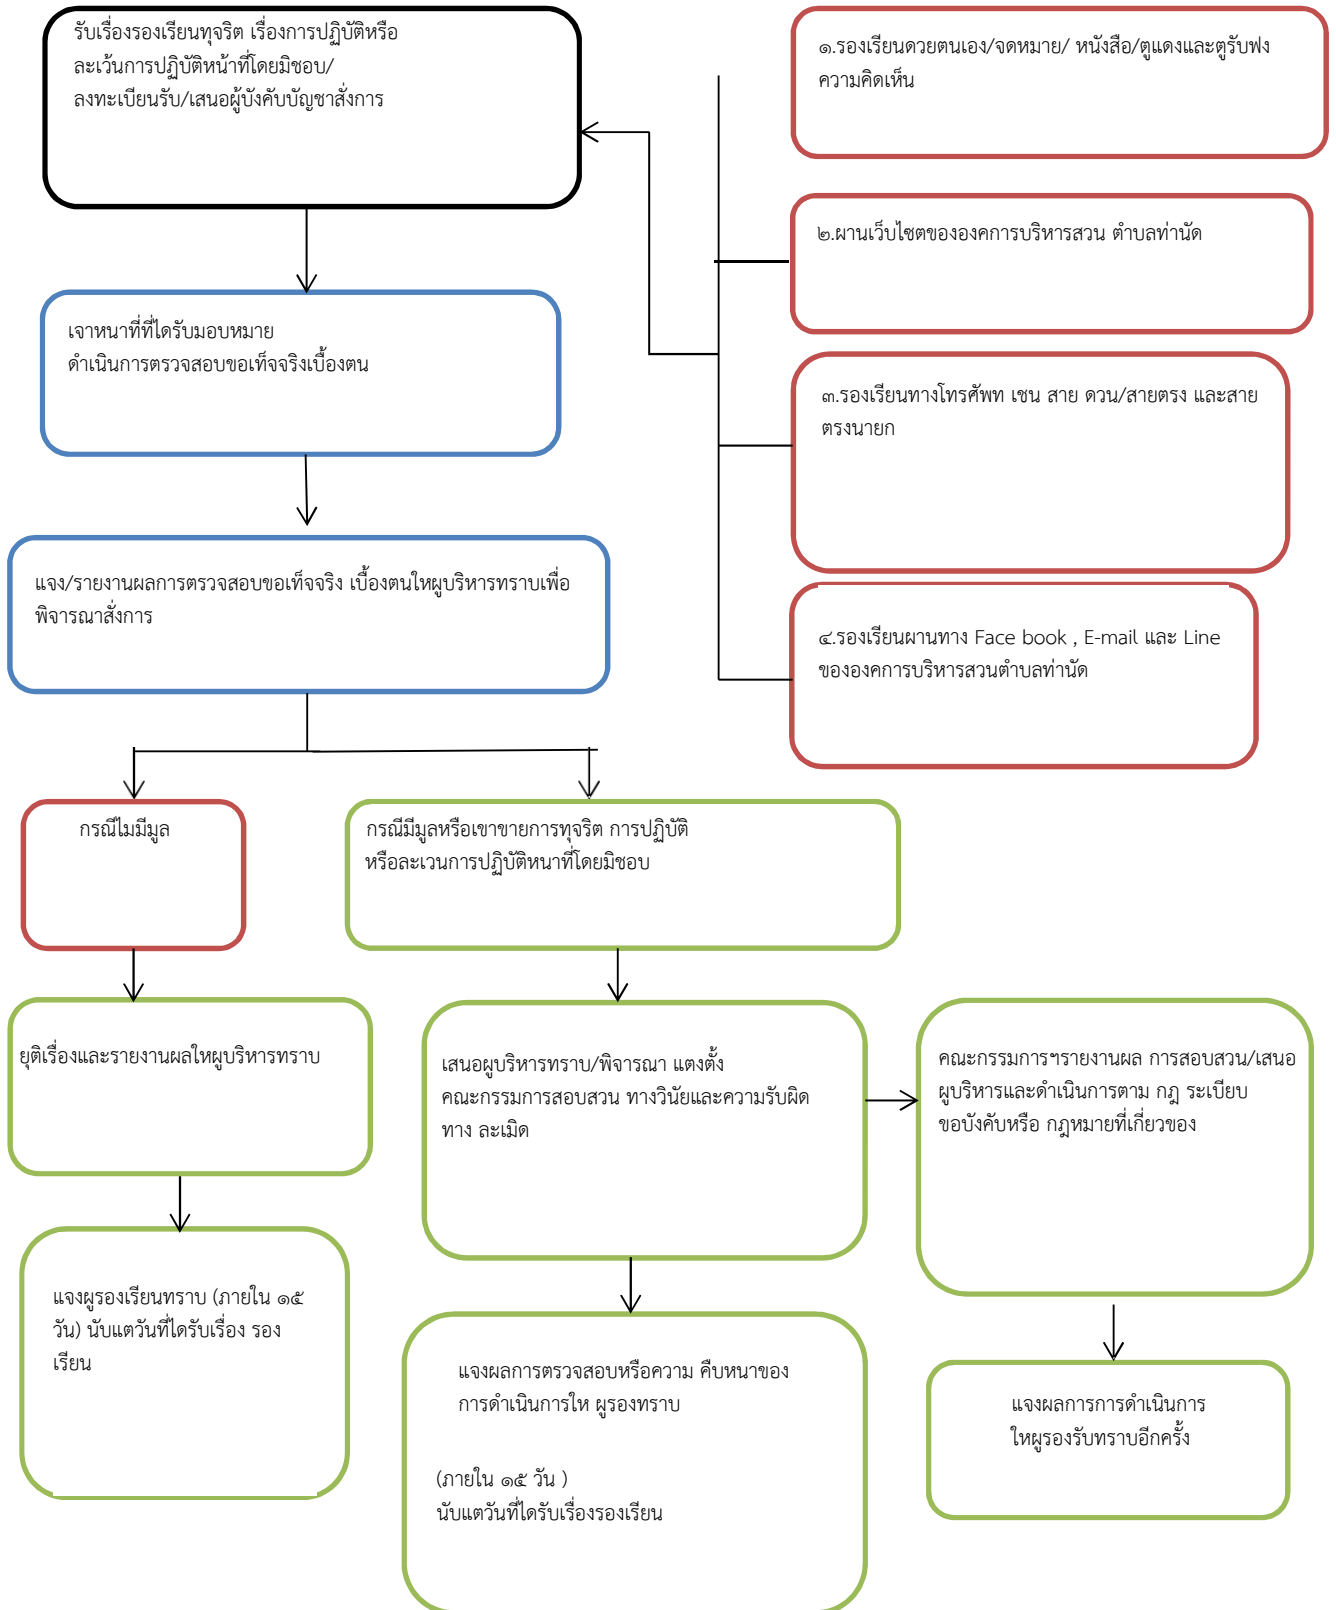 รับเรื่องรองเรียนทุจริต เรื่องการปฏิบัติหรือ
ละเว้นการปฏิบัติหน้าที่โดยมิชอบ/
ลงทะเบียนรับ/เสนอผู้บังคับบัญชาสั่งการ
๑.รองเรียนดวยตนเอง/จดหมาย/ หนังสือ/ตูแดงและตูรับฟง
ความคิดเห็น
๒.ผานเว็บไซตขององคการบริหารสวน ตำบลท่านัด
เจาหนาที่ที่ไดรับมอบหมาย
ดำเนินการตรวจสอบขอเท็จจริงเบื้องตน
๓.รองเรียนทางโทรศัพท เชน สาย ดวน/สายตรง และสาย
ตรงนายก
แจง/รายงานผลการตรวจสอบขอเท็จจริง เบื้องตนใหผูบริหารทราบเพื่อ
พิจารณาสั่งการ
๔.รองเรียนผานทาง Face book , E-mail และ Line
ขององคการบริหารสวนตำบลท่านัด
กรณีไมมีมูล
กรณีมีมูลหรือเขาขายการทุจริต การปฏิบัติ
หรือละเวนการปฏิบัติหนาที่โดยมิชอบ
ยุติเรื่องและรายงานผลใหผูบริหารทราบ
เสนอผูบริหารทราบ/พิจารณา แตงตั้ง
คณะกรรมการสอบสวน ทางวินัยและความรับผิด
ทาง ละเมิด
คณะกรรมการฯรายงานผล การสอบสวน/เสนอ
ผูบริหารและดำเนินการตาม กฎ ระเบียบ
ขอบังคับหรือ กฎหมายที่เกี่ยวของ
แจงผูรองเรียนทราบ (ภายใน ๑๕
วัน) นับแตวันที่ไดรับเรื่อง รอง
เรียน
แจงผลการตรวจสอบหรือความ คืบหนาของ
การดำเนินการให ผูรองทราบ
(ภายใน ๑๕ วัน )
นับแตวันที่ไดรับเรื่องรองเรียน
แจงผลการการดำเนินการ
ใหผูรองรับทราบอีกครั้ง